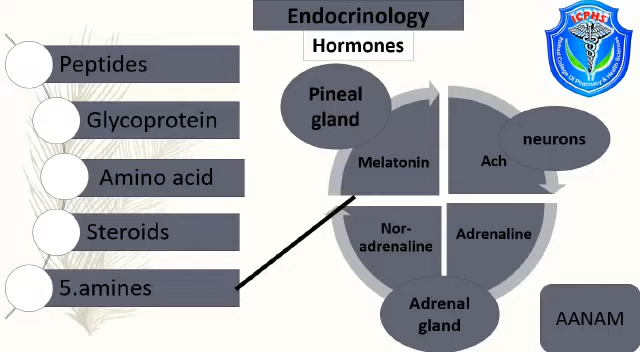 Endocrinology
Hormones
ICPHS
Peptides
Glycoprotein
Amino acid
Steroids
5.amines
Pineal
gland
Melatonin
Ach
neurons
Nor-
adrenaline
Adrenaline
Adrenal
gland
AANAM